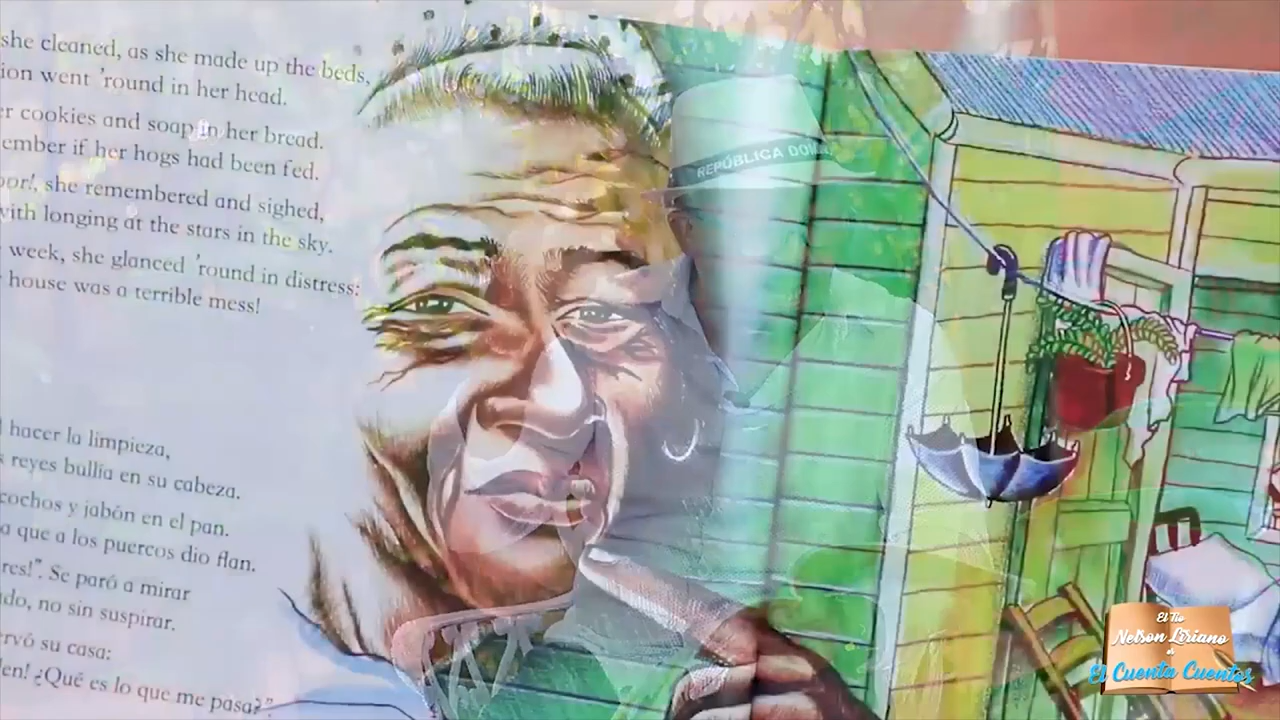 she cleaned, as she made up the beds,
ion went 'round in her head.
er cookies and soap in her bread.
ember if her hogs had been fed.
oor!, she remembered and sighed,
with longing at the stars in the sky.
week, she glanced 'round in distress:
house was a terrible mess!
hacer la limpieza,
s reyes bullía en su cabeza.
cochos y jabón en el pan.
a que a los puercos dio flan.
res!". Se paró a mirar
ado, no sin suspirar.
ervó su casa:
den! ¿Qué es lo que me pasa?"
REPÚBLICA DOM
El Tío
Nelson Liriano
El Cuenta Cuentos